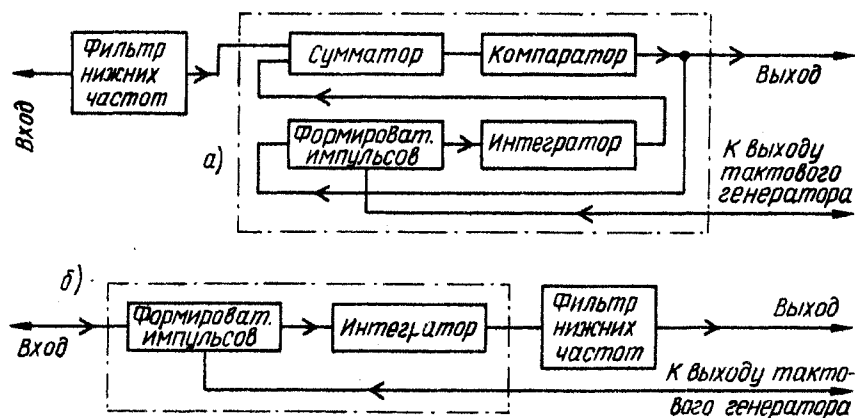 Фильтр
нижних
частот
Сумматор
Компаратор
Выход
Вход
Формироват.
импульсов
Интегратор
а)
К выходу
тактового
генератора
б)
Формироват.
импульсов
Интегратор
Фильтр
нижних
частот
Выход
Вход
К выходу такто-
вого генератора